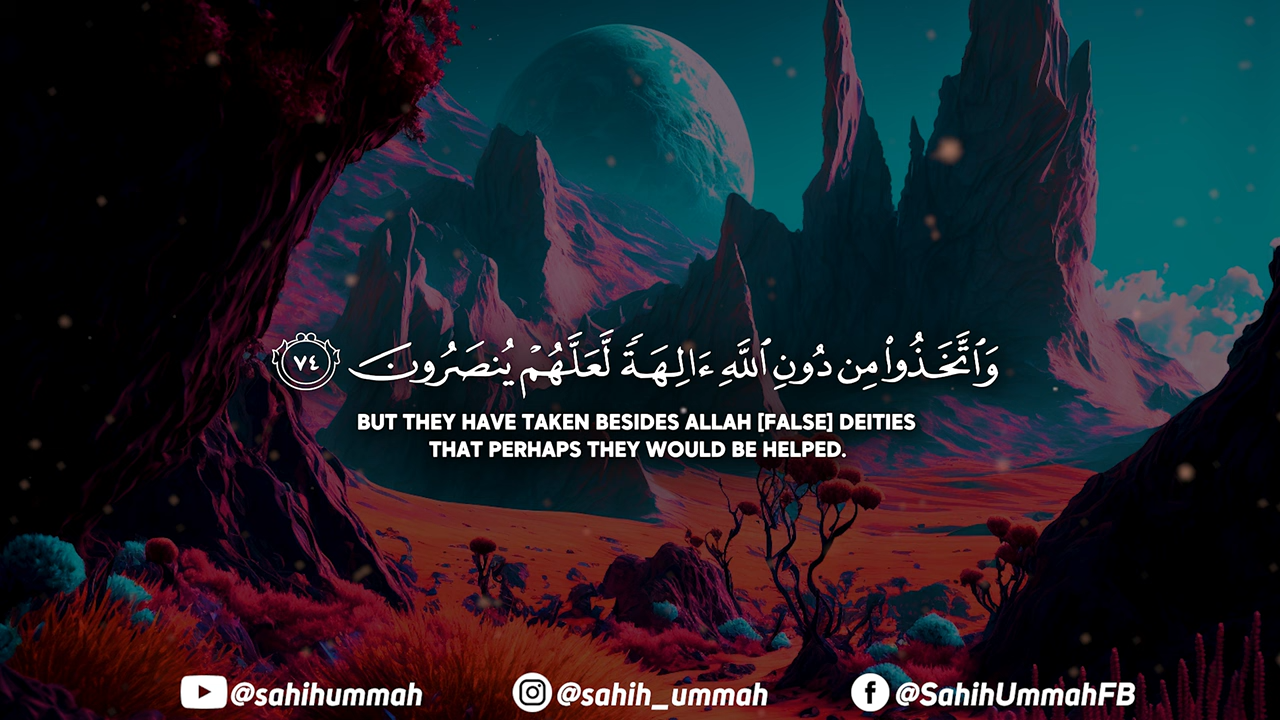 وَٱتَّخَذُوا۟ مِن دُونِ ٱللَّهِ ءَالِهَةً لَّعَلَّهُمْ يُنصَرُونَ ٧٤
BUT THEY HAVE TAKEN BESIDES ALLAH [FALSE] DEITIES
THAT PERHAPS THEY WOULD BE HELPED.
@sahihummah @sahih_ummah @SahihUmmahFB